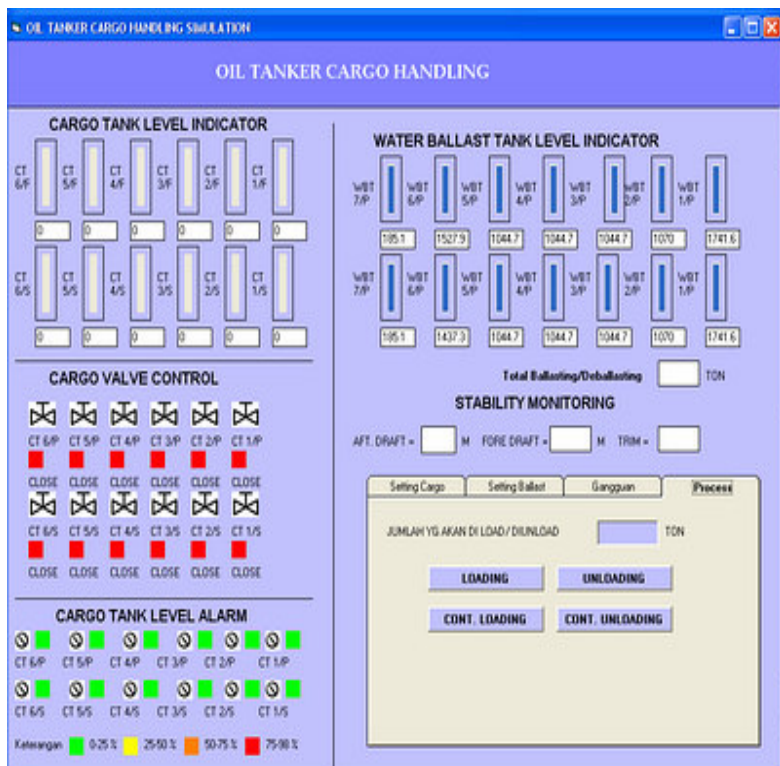 OIL TANKER CARGO HANDLING SIMULATION
OIL TANKER CARGO HANDLING
CARGO TANK LEVEL INDICATOR
CT 6/F CT 5/F CT 4/F CT 3/F CT 2/F CT 1/F
0 0 0 0 0 0
CT 6/S CT 5/S CT 4/S CT 3/S CT 2/S CT 1/S
0 0 0 0 0 0
CARGO VALVE CONTROL
CT 6/P CT 5/P CT 4/P CT 3/P CT 2/P CT 1/P
CLOSE CLOSE CLOSE CLOSE CLOSE CLOSE
CT 6/S CT 5/S CT 4/S CT 3/S CT 2/S CT 1/S
CLOSE CLOSE CLOSE CLOSE CLOSE CLOSE
CARGO TANK LEVEL ALARM
CT 6/P CT 5/P CT 4/P CT 3/P CT 2/P CT 1/P
CT 6/S CT 5/S CT 4/S CT 3/S CT 2/S CT 1/S
Keterangan 0-25 % 25-50 % 50-75 % 75-98 %
WATER BALLAST TANK LEVEL INDICATOR
WBT 7/P WBT 6/P WBT 5/P WBT 4/P WBT 3/P WBT 2/P WBT 1/P
185.1 1527.9 1044.7 1044.7 1044.7 1070 1741.6
WBT 7/P WBT 6/P WBT 5/P WBT 4/P WBT 3/P WBT 2/P WBT 1/P
185.1 1437.3 1044.7 1044.7 1044.7 1070 1741.6
Total Ballasting/Deballasting TON
STABILITY MONITORING
AFT. DRAFT = M FORE DRAFT = M TRIM =
Setting Cargo Setting Ballast Gangguan Process
JUMLAH YG AKAN DI LOAD/ DIUNLOAD TON
LOADING UNLOADING
CONT. LOADING CONT. UNLOADING